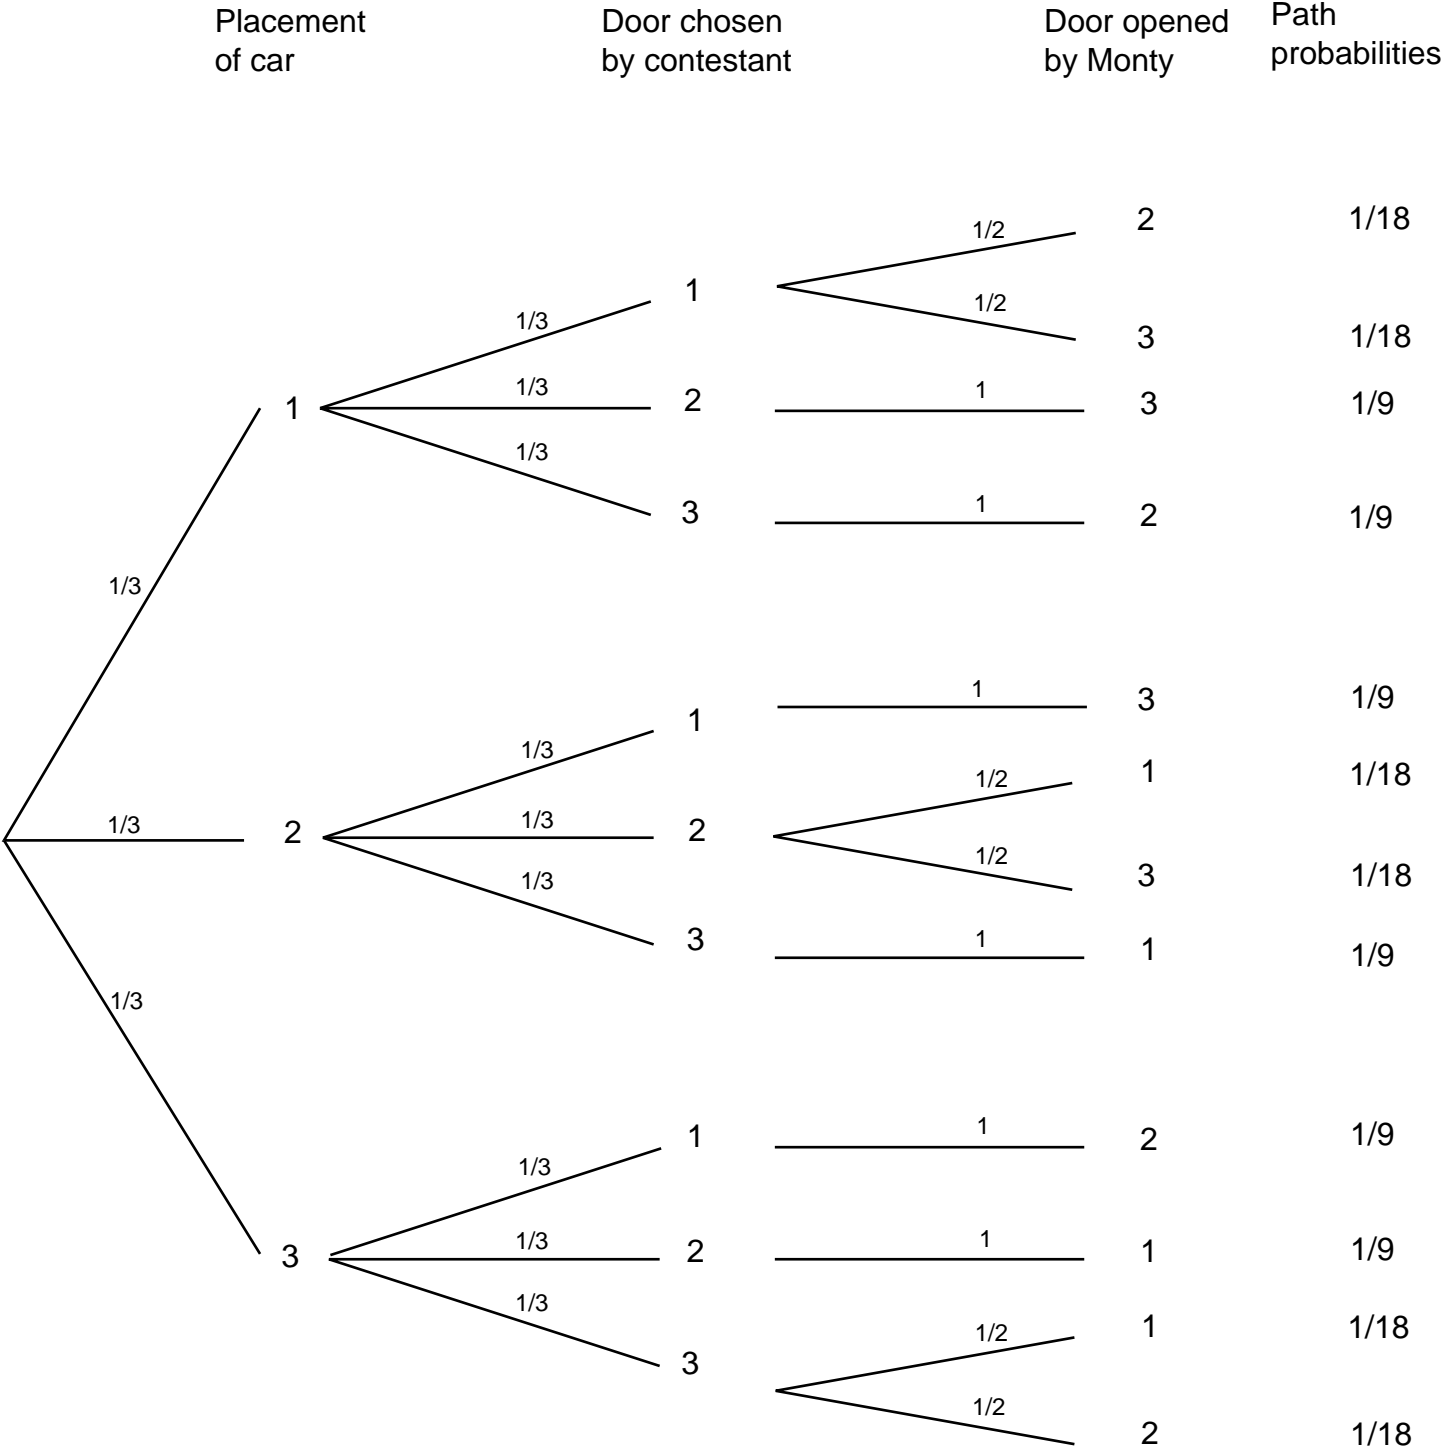 Placement
of car
Door chosen
by contestant
Door opened
by Monty
Path
probabilities
1/2 2 1/18
1
1/2
3 1/18
1/3
1/3
1 2 1 3 1/9
1/3
3 1 2 1/9
1/3
1 1 3 1/9
1/3
1/2 1 1/18
1/3 2 1/3 2
1/2
3 1/18
1/3
3 1 1 1/9
1/3
1 1 2 1/9
1/3
3 1/3 2 1 1 1/9
1/3
1/2 1 1/18
3
1/2
2 1/18